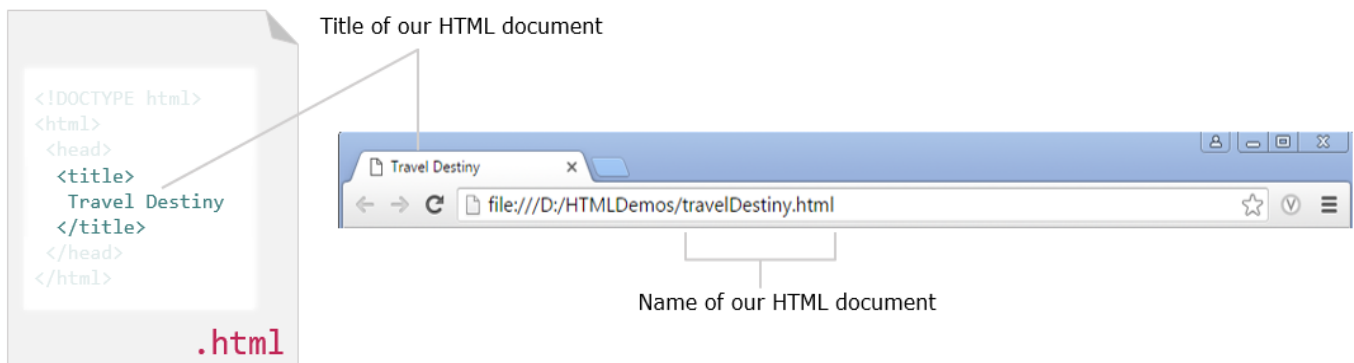 Title of our HTML document
<!DOCTYPE html>
<html>
<head>
<title>
Travel Destiny
</title>
</head>
</html>
.html
Travel Destiny
file:///D:/HTMLDemos/travelDestiny.html
V
Name of our HTML document